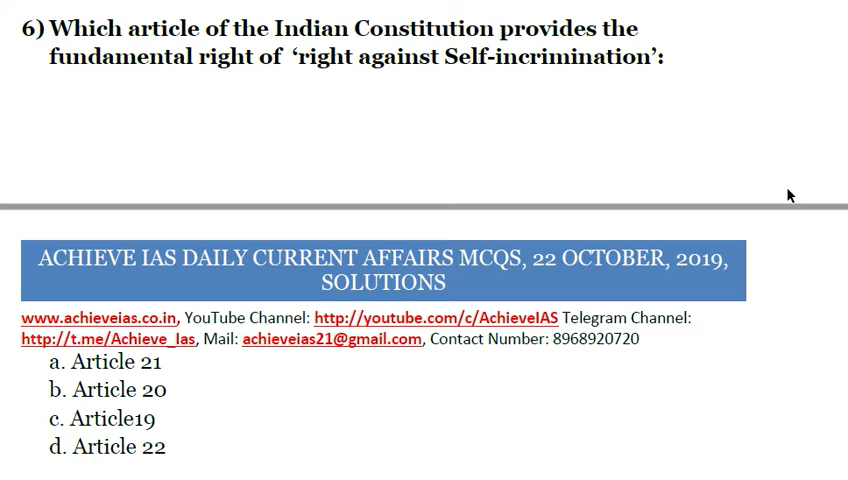 6) Which article of the Indian Constitution provides the
fundamental right of ‘right against Self-incrimination’:
ACHIEVE IAS DAILY CURRENT AFFAIRS MCQS, 22 OCTOBER, 2019,
SOLUTIONS
www.achieveias.co.in, YouTube Channel: http://youtube.com/c/AchieveIAS Telegram Channel:
http://t.me/Achieve_Ias, Mail: achieveias21@gmail.com, Contact Number: 8968920720
a. Article 21
b. Article 20
c. Article19
d. Article 22